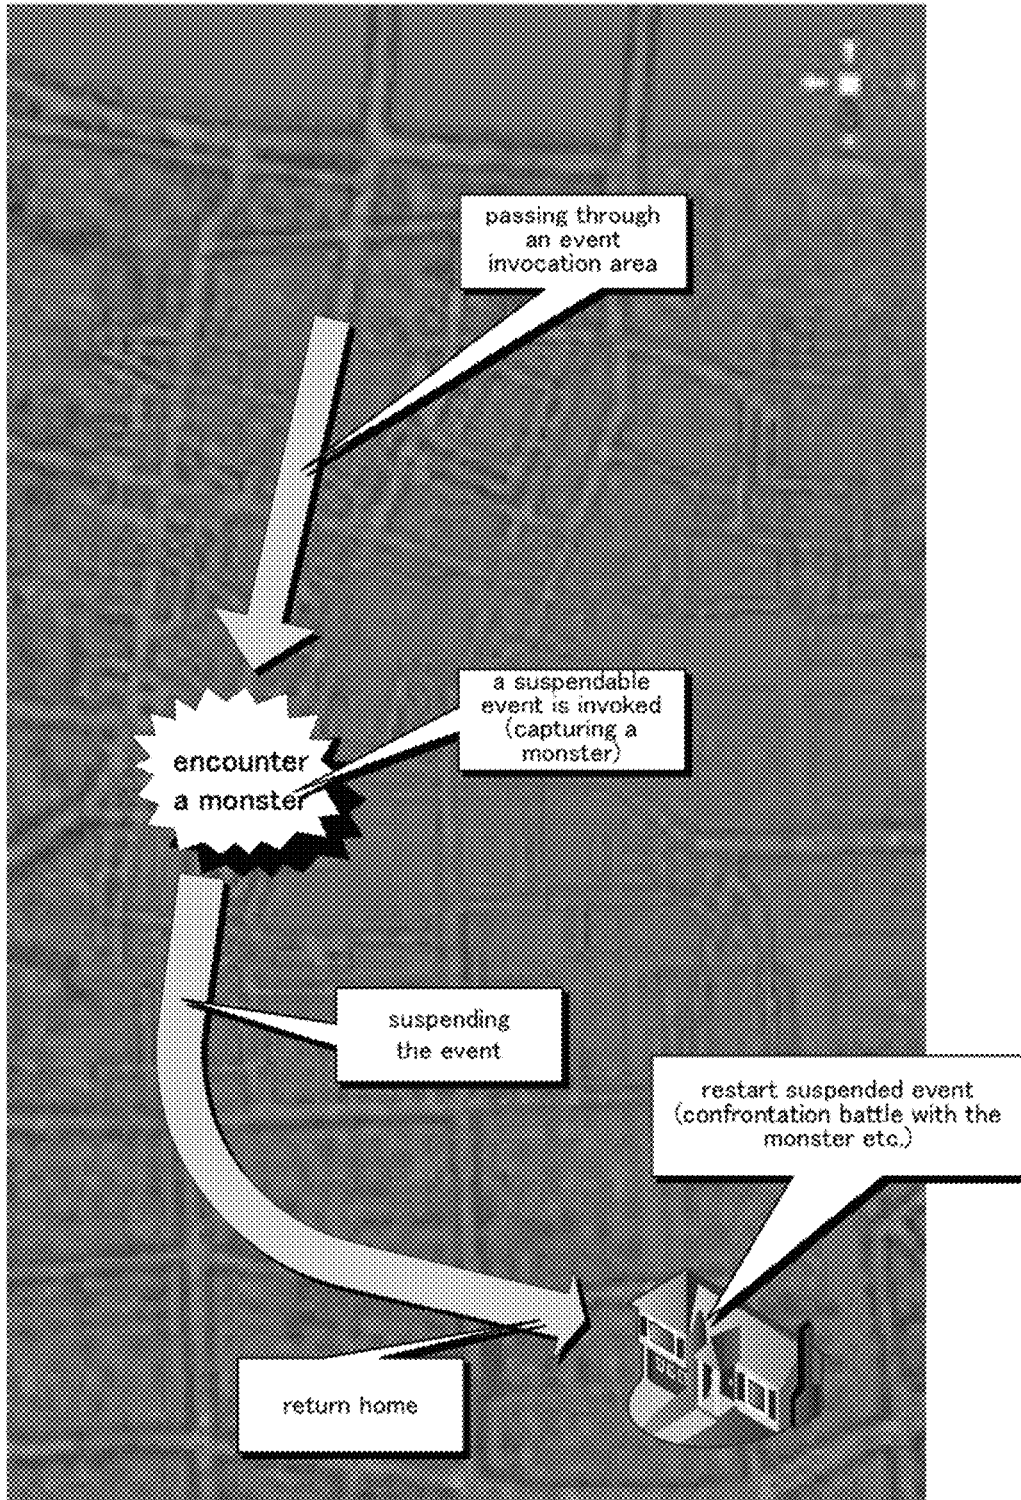 passing through
an event
invocation area
a suspendable
event is invoked
(capturing a
monster)
encounter
a monster
suspending
the event
restart suspended event
(confrontation battle with the
monster etc.)
return home